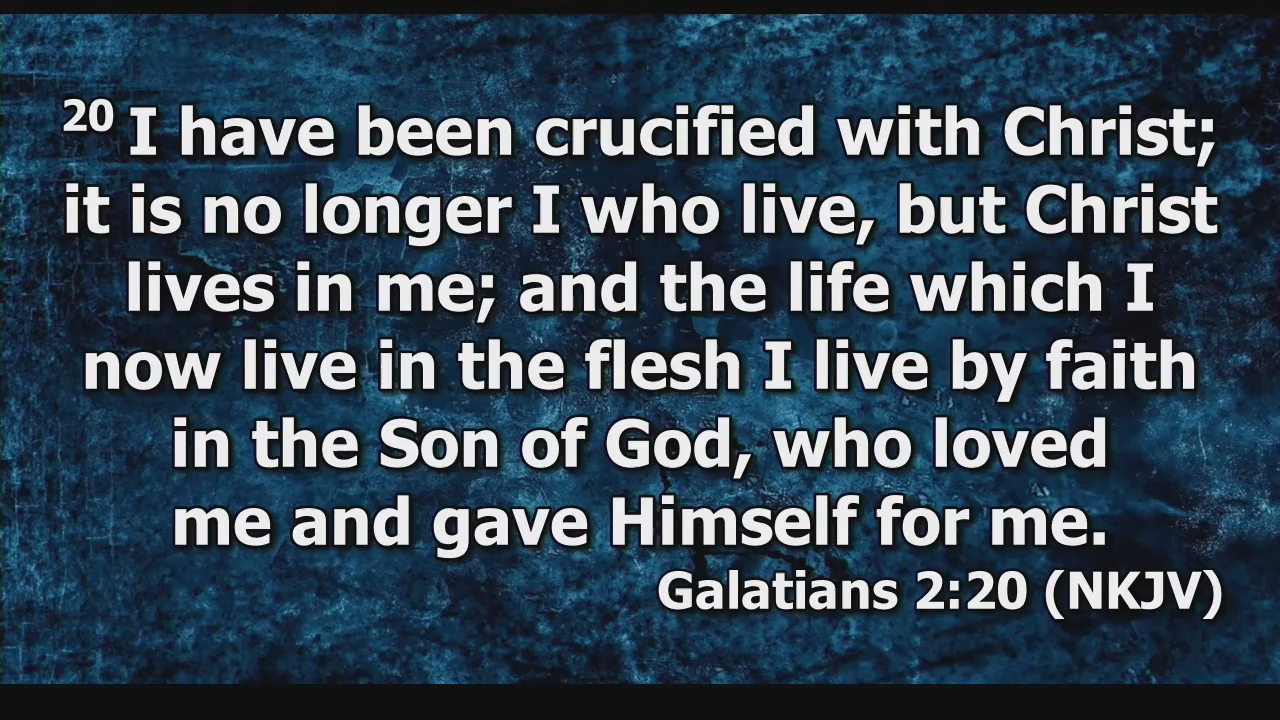 20 I have been crucified with Christ;
it is no longer I who live, but Christ
lives in me; and the life which I
now live in the flesh I live by faith
in the Son of God, who loved
me and gave Himself for me.
Galatians 2:20 (NKJV)